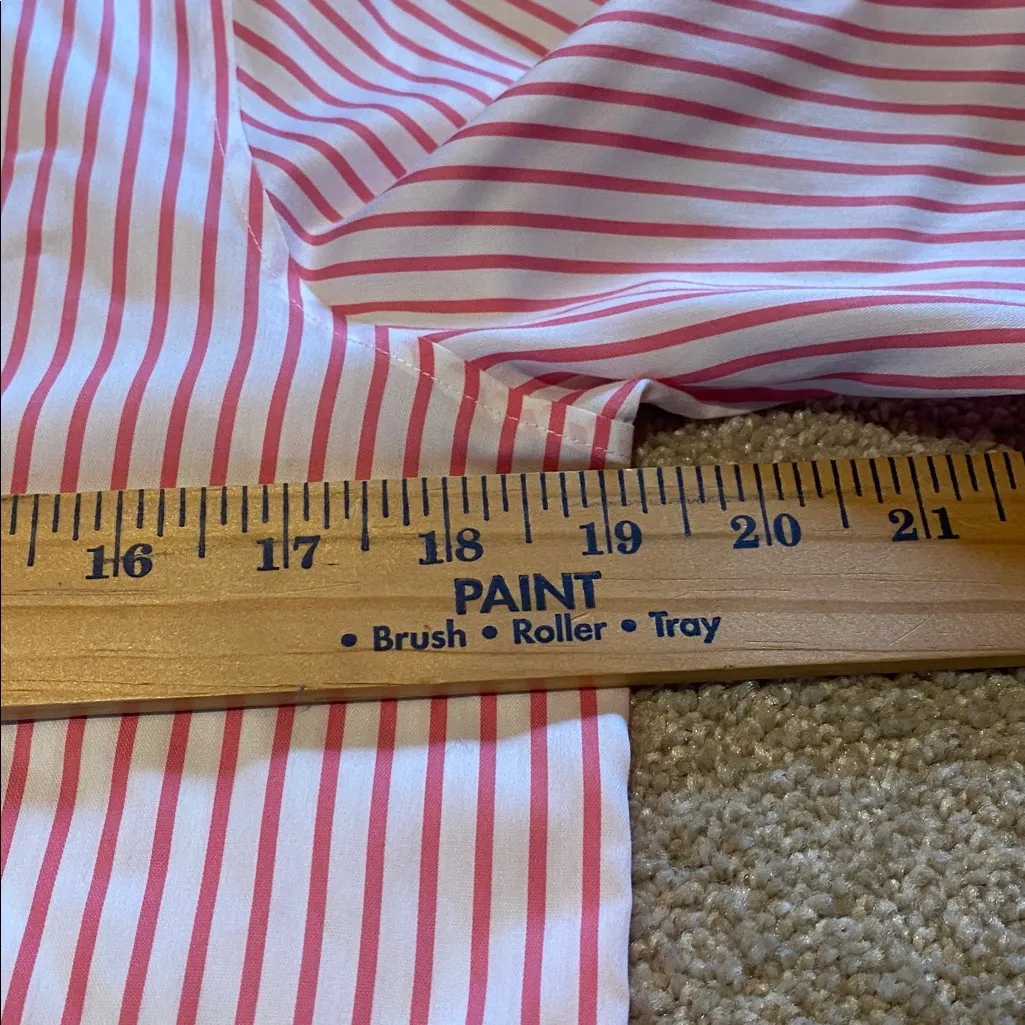 16 17 18 19 20 21
PAINT
• Brush • Roller • Tray